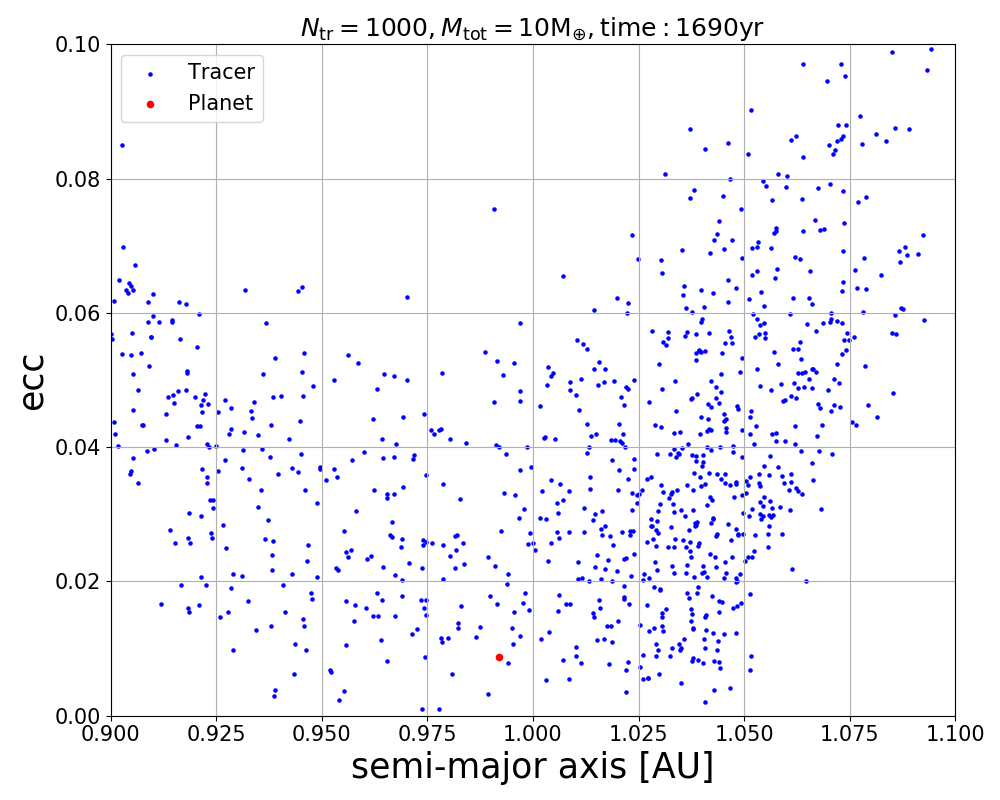 N_tr = 1000, M_tot = 10M_⊕, time : 1690yr
Tracer
Planet
ecc
0.10
0.08
0.06
0.04
0.02
0.00
0.900 0.925 0.950 0.975 1.000 1.025 1.050 1.075 1.100
semi-major axis [AU]